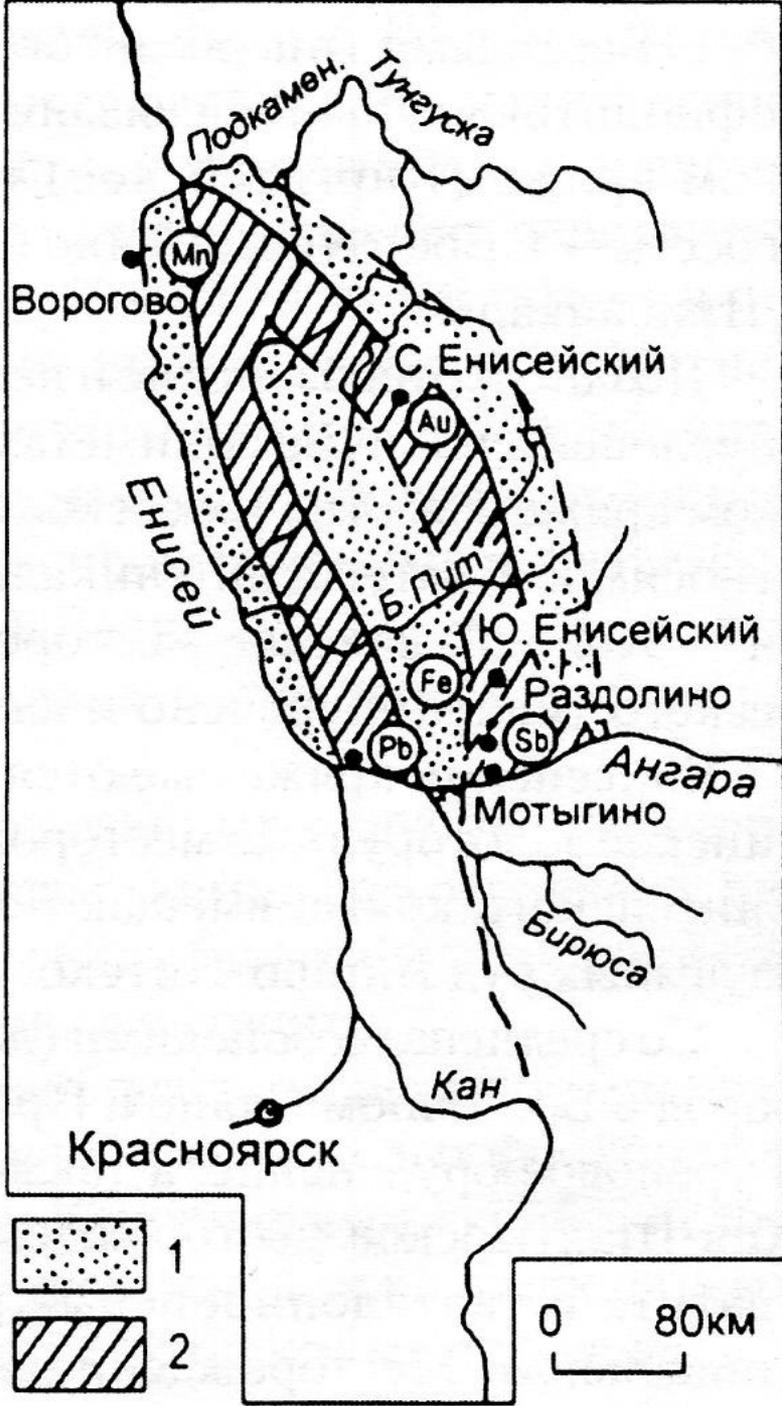 Подкамен. Тунгуска
Mn
Ворогово
С.Енисейский
Au
Енисей
Б.Пит
Ю.Енисейский
Fe
Раздолино
Pb
Sb
Ангара
Мотыгино
Бирюса
Кан
Красноярск
1
2
0 80км